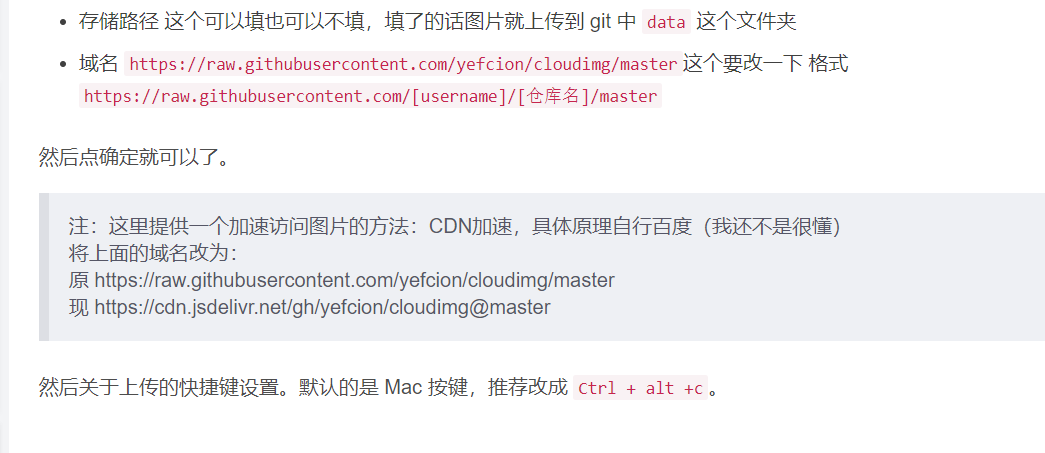 存储路径 这个可以填也可以不填，填了的话图片就上传到 git 中 data 这个文件夹
域名 https://raw.githubusercontent.com/yefcion/cloudimg/master 这个要改一下 格式
https://raw.githubusercontent.com/[username]/[仓库名]/master
然后点确定就可以了。
注：这里提供一个加速访问图片的方法：CDN加速，具体原理自行百度（我还不是很懂）
将上面的域名改为：
原 https://raw.githubusercontent.com/yefcion/cloudimg/master
现 https://cdn.jsdelivr.net/gh/yefcion/cloudimg@master
然后关于上传的快捷键设置。默认的是 Mac 按键，推荐改成 Ctrl + alt +c 。